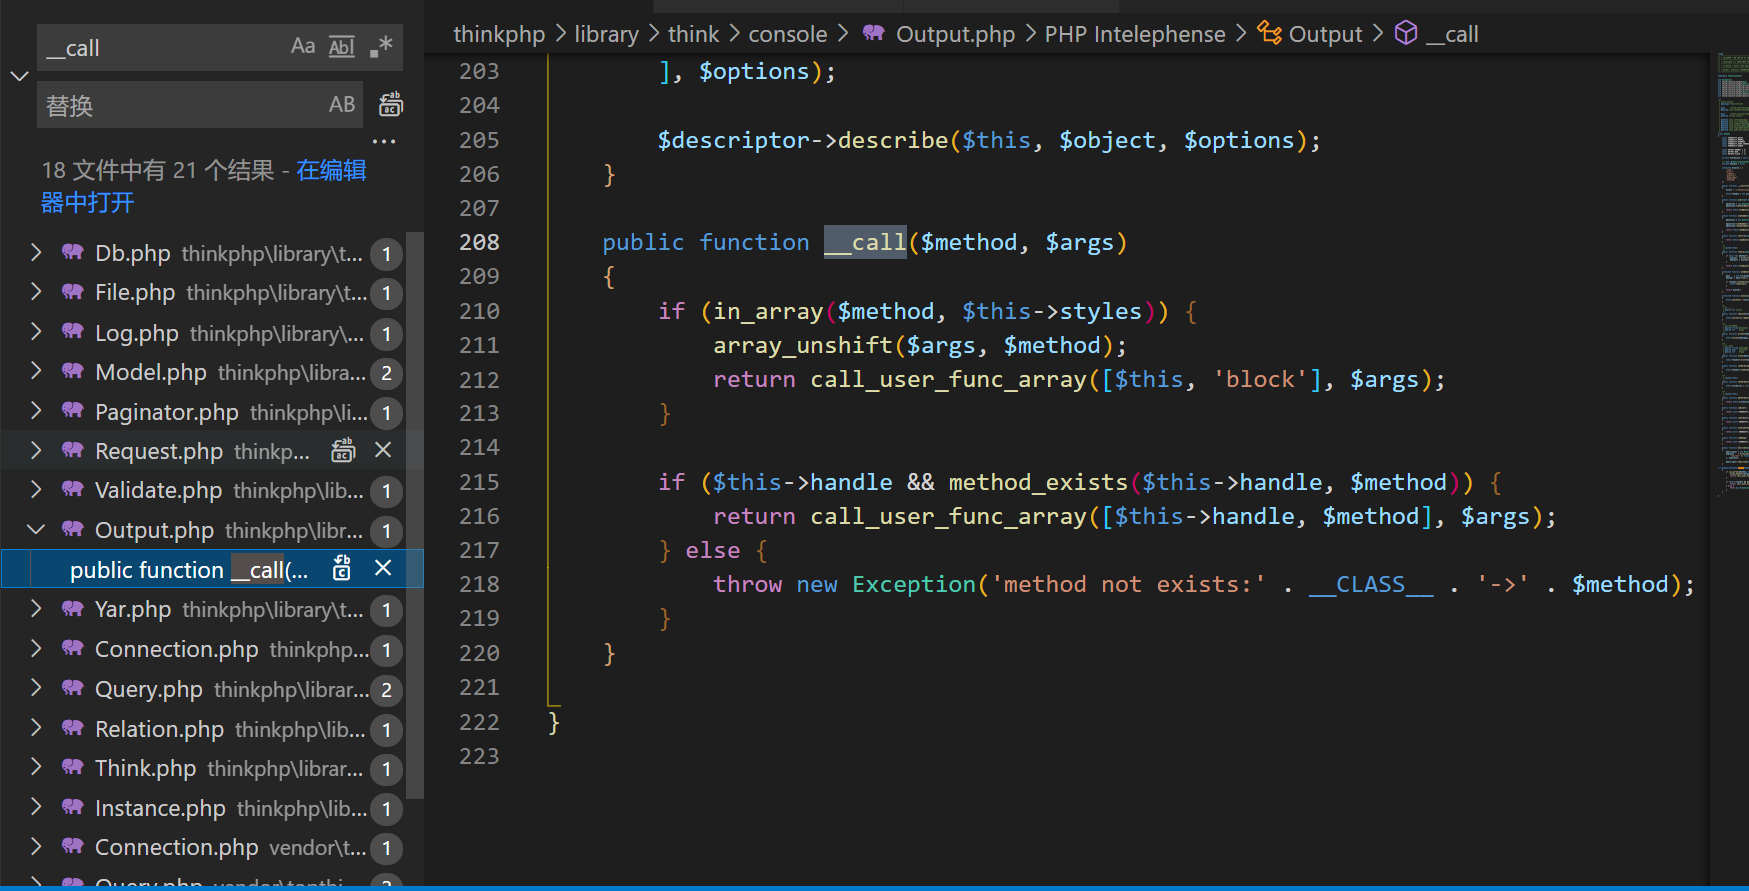 __call Aa Abl .*
替换 AB
18 文件中有 21 个结果 - 在编辑
器中打开
Db.php thinkphp\library\t... 1
File.php thinkphp\library\t... 1
Log.php thinkphp\library\... 1
Model.php thinkphp\libra... 2
Paginator.php thinkphp\li... 1
Request.php thinkp...
Validate.php thinkphp\lib... 1
Output.php thinkphp\libr... 1
public function __call(...
Yar.php thinkphp\library\t... 1
Connection.php thinkphp... 1
Query.php thinkphp\librar... 2
Relation.php thinkphp\lib... 1
Think.php thinkphp\librar... 1
Instance.php thinkphp\lib... 1
Connection.php vendor\t... 1
Query.php vendor\topthi... 2
thinkphp > library > think > console > Output.php > PHP Intelephense > Output > __call
203 ], $options);
204
205 $descriptor->describe($this, $object, $options);
206 }
207
208 public function __call($method, $args)
209 {
210 if (in_array($method, $this->styles)) {
211 array_unshift($args, $method);
212 return call_user_func_array([$this, 'block'], $args);
213 }
214
215 if ($this->handle && method_exists($this->handle, $method)) {
216 return call_user_func_array([$this->handle, $method], $args);
217 } else {
218 throw new Exception('method not exists:' . __CLASS__ . '->' . $method);
219 }
220 }
221
222 }
223